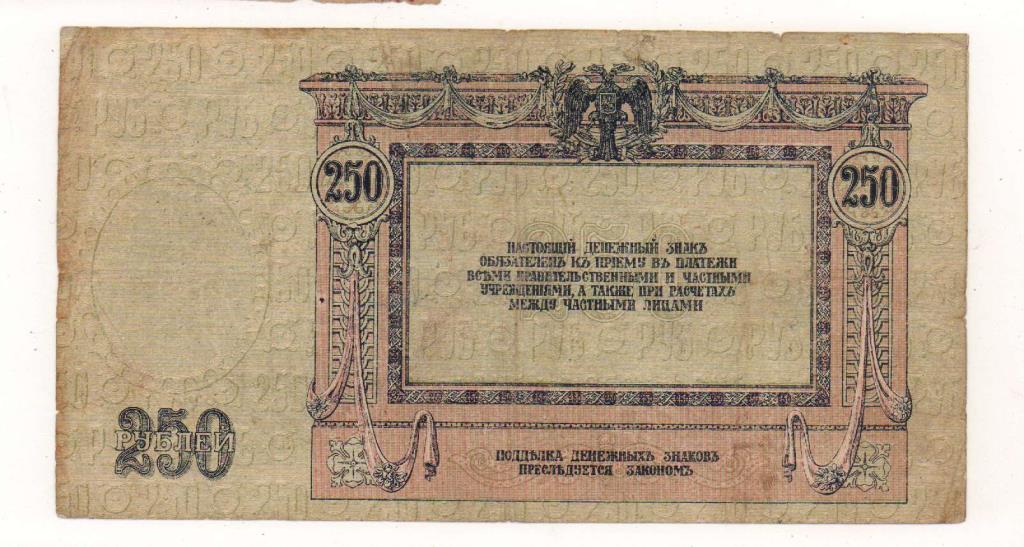 250
250
НАСТОЯЩІЙ ДЕНЕЖНЫЙ ЗНАКЪ
ОБЯЗАТЕЛЕНЪ КЪ ПРІЕМУ ВЪ ПЛАТЕЖИ
ВСѢМИ ПРАВИТЕЛЬСТВЕННЫМИ И ЧАСТНЫМИ
УЧРЕЖДЕНІЯМИ, А ТАКЖЕ ПРИ РАСЧЕТАХЪ
МЕЖДУ ЧАСТНЫМИ ЛИЦАМИ
250
РУБЛЕЙ
ПОДДѢЛКА ДЕНЕЖНЫХЪ ЗНАКОВЪ
ПРЕСЛѢДУЕТСЯ ЗАКОНОМЪ